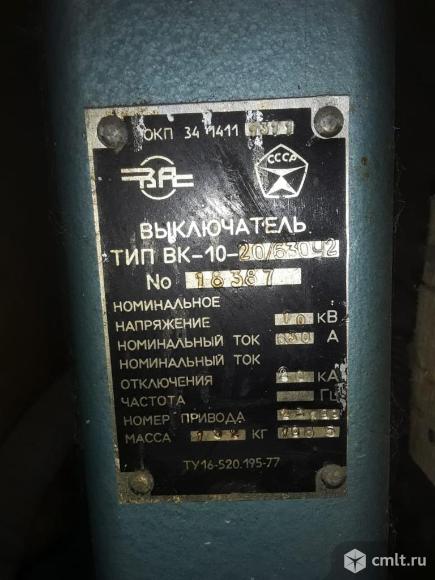 ОКП 34 1411
СССР
ВЫКЛЮЧАТЕЛЬ
ТИП ВК-10-20/630У2
No 18387
НОМИНАЛЬНОЕ
НАПРЯЖЕНИЕ 10 кВ
НОМИНАЛЬНЫЙ ТОК 630 А
НОМИНАЛЬНЫЙ ТОК
ОТКЛЮЧЕНИЯ кА
ЧАСТОТА Гц
НОМЕР ПРИВОДА
МАССА КГ
ТУ16-520.195-77
cmlt.ru